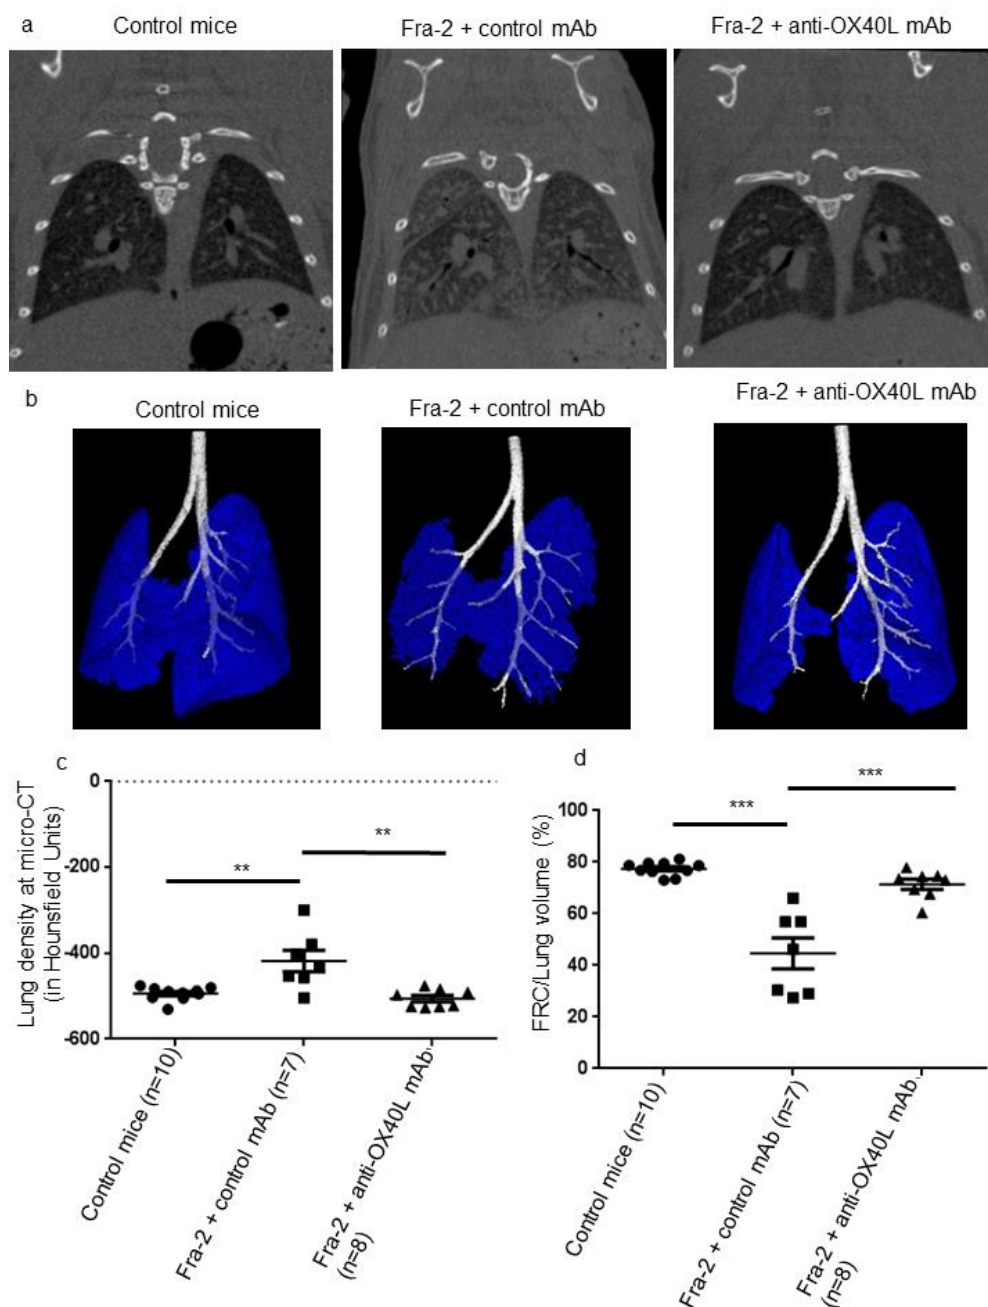 a
Control mice
Fra-2 + control mAb
Fra-2 + anti-OX40L mAb
b
Control mice
Fra-2 + control mAb
Fra-2 + anti-OX40L mAb
c
Lung density at micro-CT
(in Hounsfield Units)
0
-200
-400
-600
**
**
Control mice (n=10)
Fra-2 + control mAb (n=7)
Fra-2 + anti-OX40L mAb
(n=8)
d
FRC/Lung volume (%)
100
80
60
40
20
0
***
***
Control mice (n=10)
Fra-2 + control mAb (n=7)
Fra-2 + anti-OX40L mAb
(n=8)